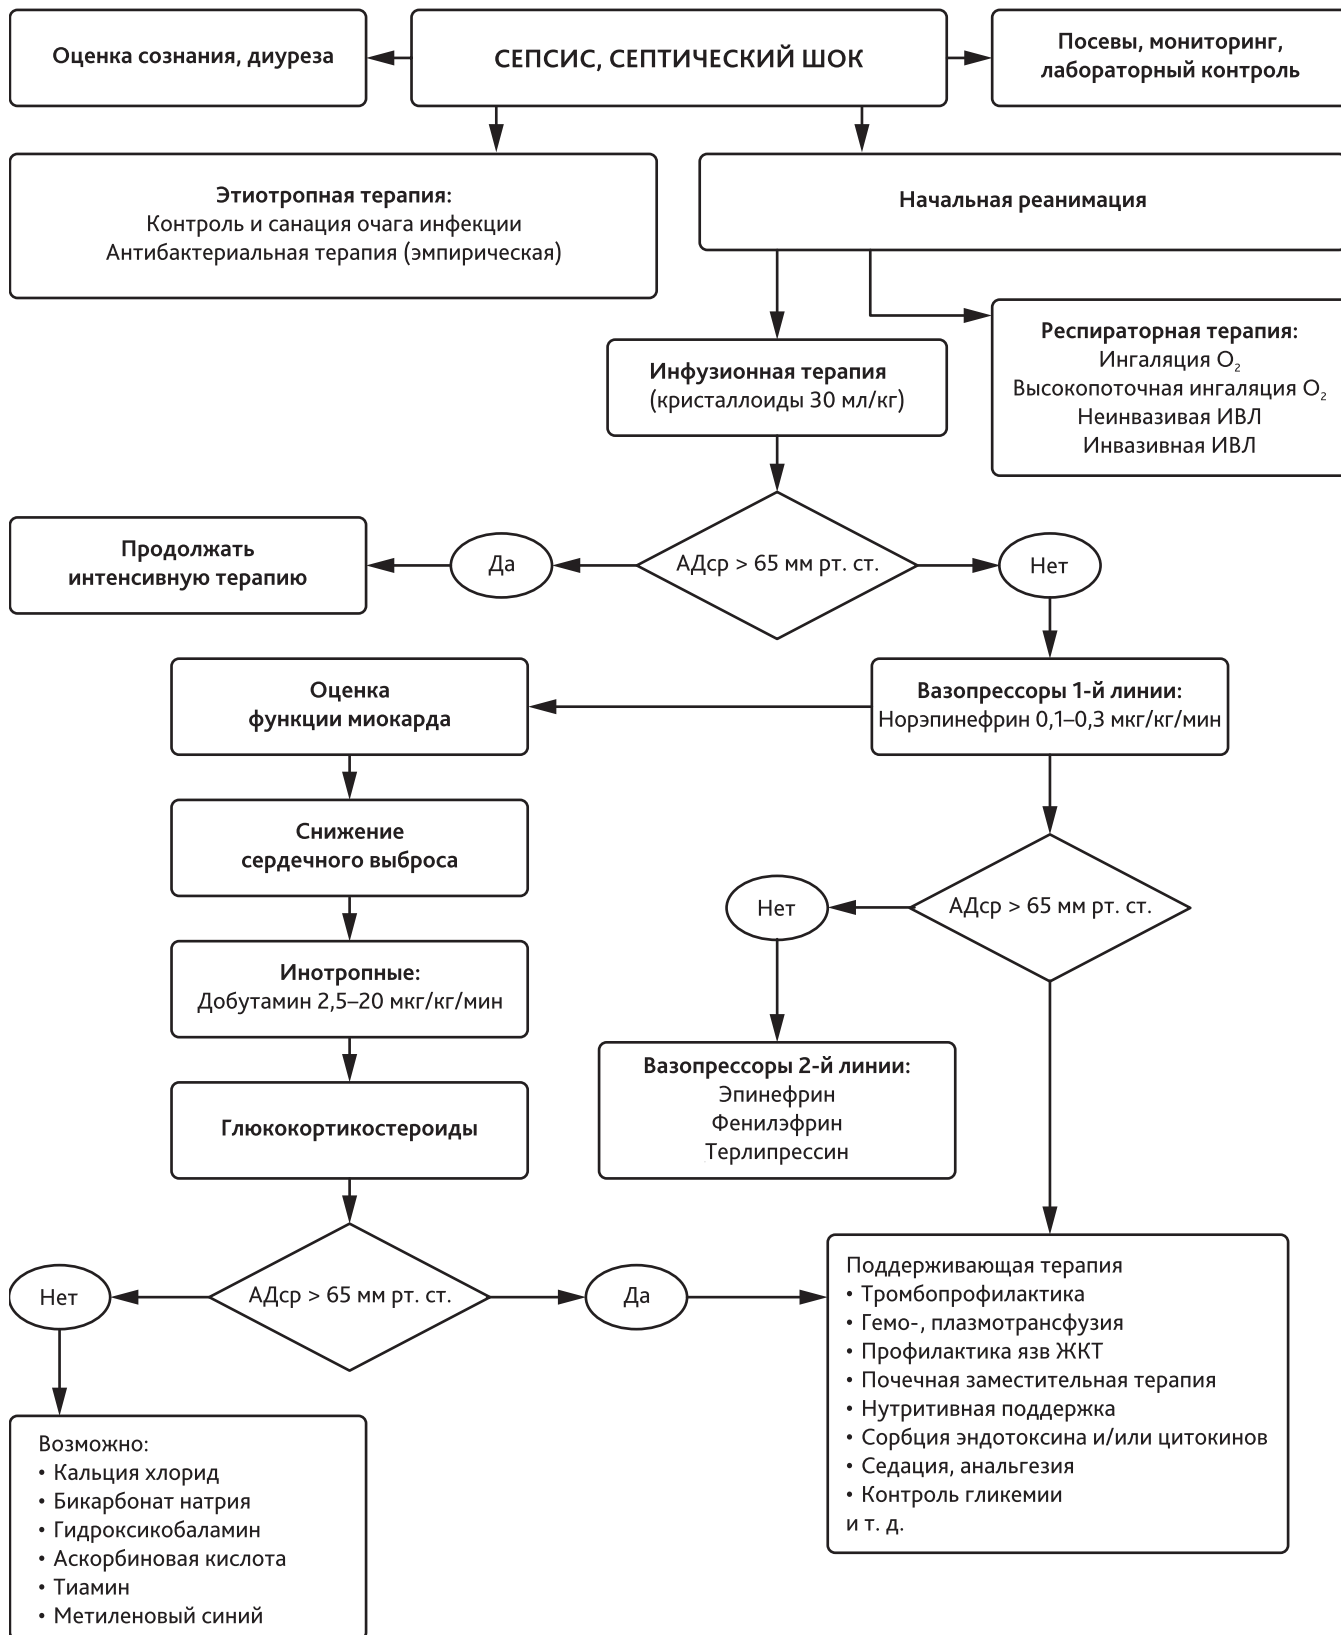 Оценка сознания, диуреза
СЕПСИС, СЕПТИЧЕСКИЙ ШОК
Посевы, мониторинг,
лабораторный контроль
Этиотропная терапия:
Контроль и санация очага инфекции
Антибактериальная терапия (эмпирическая)
Начальная реанимация
Инфузионная терапия
(кристаллоиды 30 мл/кг)
Респираторная терапия:
Ингаляция O₂
Высокопоточная ингаляция O₂
Неинвазивая ИВЛ
Инвазивная ИВЛ
Продолжать
интенсивную терапию
Да
АДср > 65 мм рт. ст.
Нет
Оценка
функции миокарда
Вазопрессоры 1-й линии:
Норэпинефрин 0,1–0,3 мкг/кг/мин
Снижение
сердечного выброса
Нет
АДср > 65 мм рт. ст.
Инотропные:
Добутамин 2,5–20 мкг/кг/мин
Вазопрессоры 2-й линии:
Эпинефрин
Фенилэфрин
Терлипрессин
Глюкокортикостероиды
Нет
АДср > 65 мм рт. ст.
Да
Поддерживающая терапия
• Тромбопрофилактика
• Гемо-, плазмотрансфузия
• Профилактика язв ЖКТ
• Почечная заместительная терапия
• Нутритивная поддержка
• Сорбция эндотоксина и/или цитокинов
• Седация, анальгезия
• Контроль гликемии
и т. д.
Возможно:
• Кальция хлорид
• Бикарбонат натрия
• Гидроксикобаламин
• Аскорбиновая кислота
• Тиамин
• Метиленовый синий